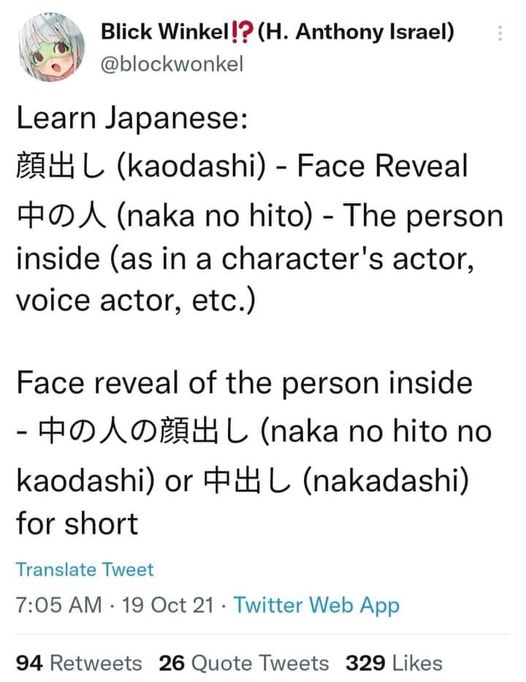 Blick Winkel⁉️(H. Anthony Israel)
@blockwonkel
Learn Japanese:
顔出し (kaodashi) - Face Reveal
中の人 (naka no hito) - The person
inside (as in a character's actor,
voice actor, etc.)
Face reveal of the person inside
- 中の人の顔出し (naka no hito no
kaodashi) or 中出し (nakadashi)
for short
Translate Tweet
7:05 AM · 19 Oct 21 · Twitter Web App
94 Retweets 26 Quote Tweets 329 Likes